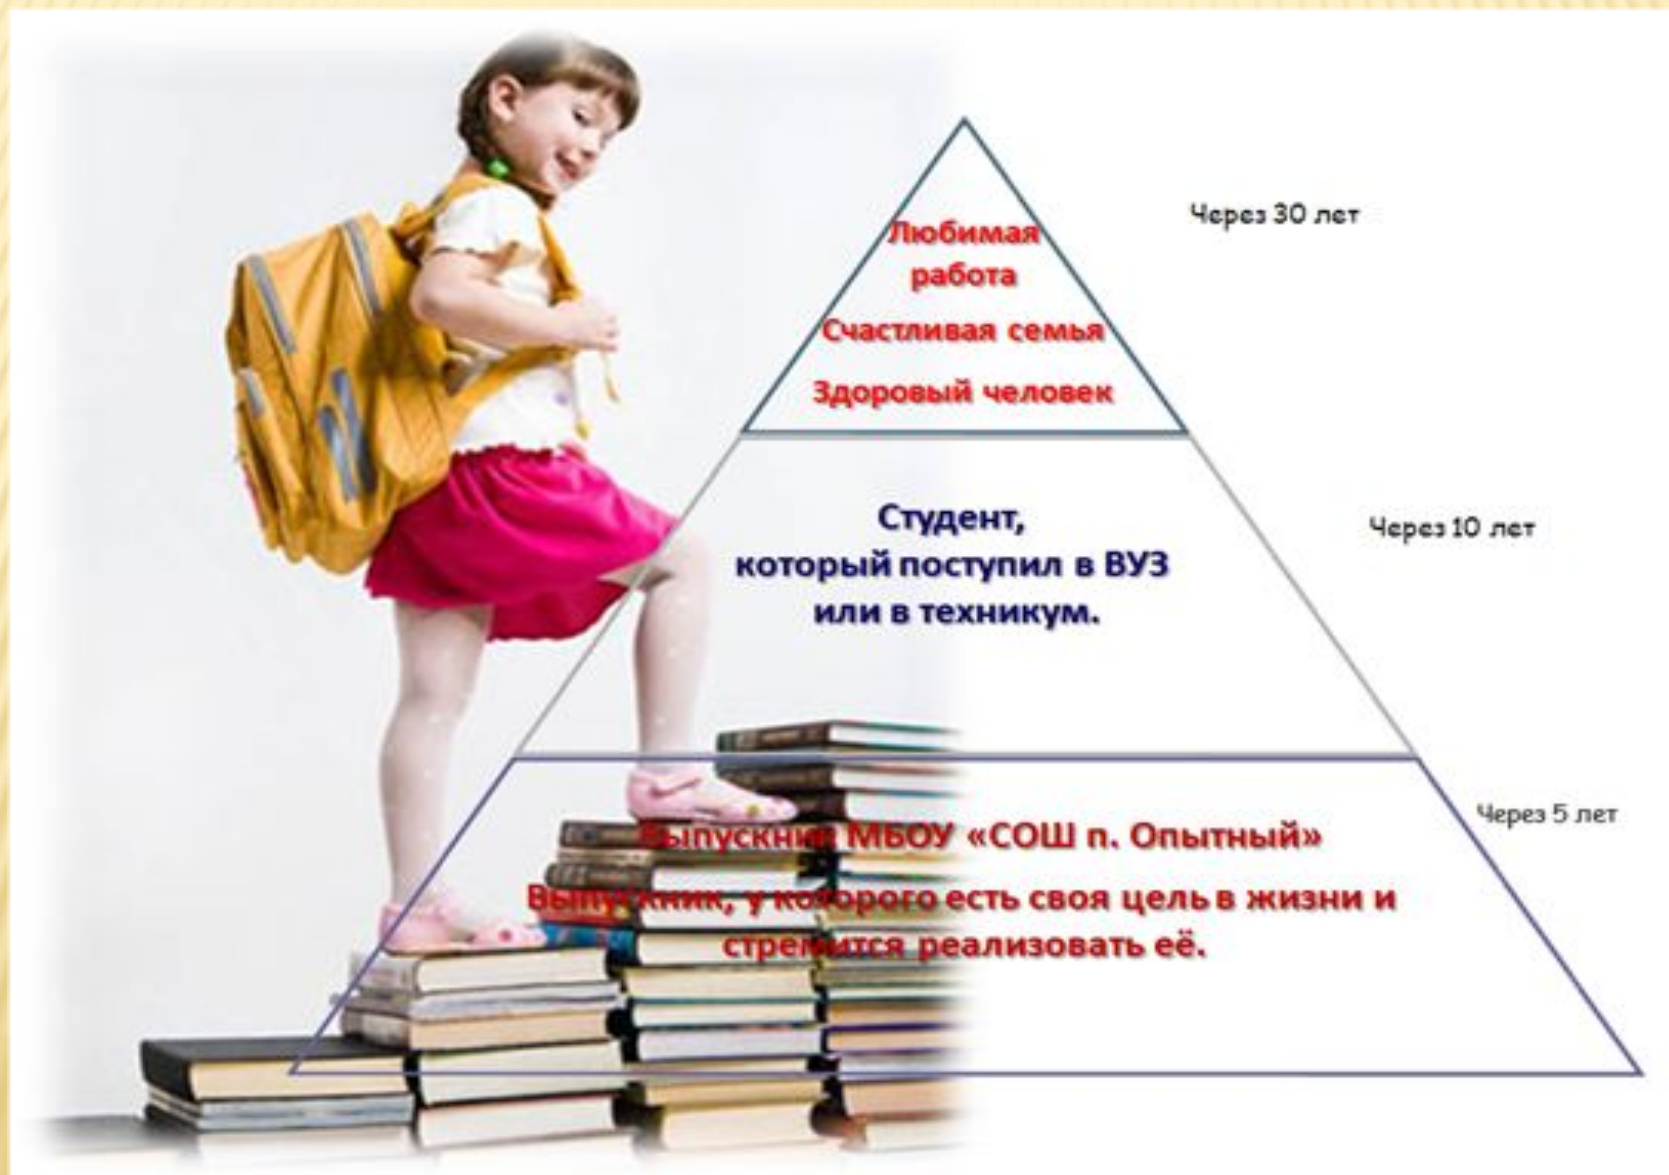 Через 30 лет
Любимая
работа
Счастливая семья
Здоровый человек
Студент,
который поступил в ВУЗ
или в техникум.
Через 10 лет
Через 5 лет
Выпускник МБОУ «СОШ п. Опытный»
Выпускник, у которого есть своя цель в жизни и
стремится реализовать её.